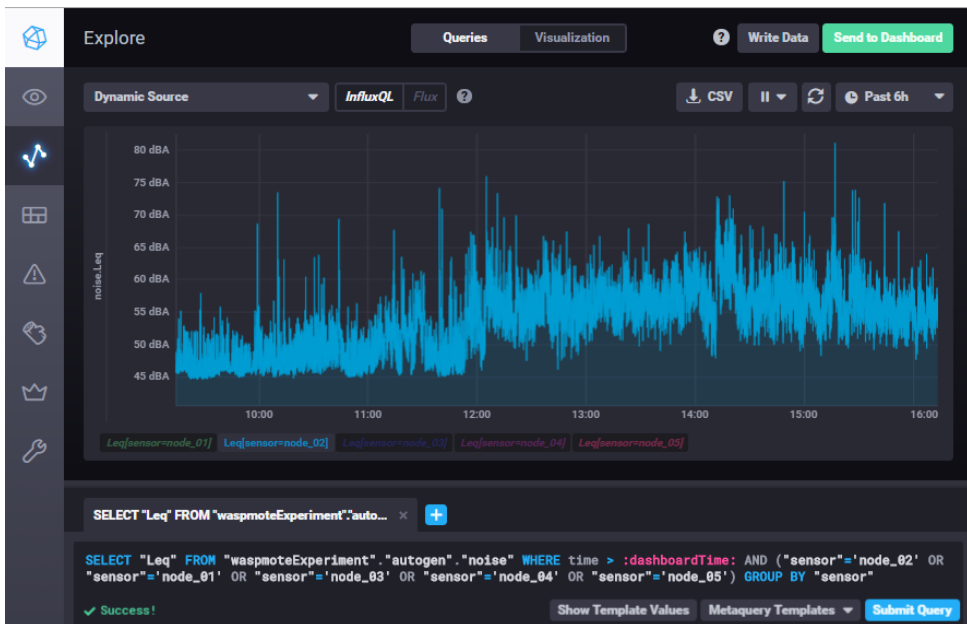 Explore
Queries
Visualization
?
Write Data
Send to Dashboard
Dynamic Source
InfluxQL
Flux
?
CSV
Past 6h
80 dBA
75 dBA
70 dBA
65 dBA
60 dBA
55 dBA
50 dBA
45 dBA
noise.Leq
10:00 11:00 12:00 13:00 14:00 15:00 16:00
Leq[sensor=node_01] Leq[sensor=node_02] Leq[sensor=node_03] Leq[sensor=node_04] Leq[sensor=node_05]
SELECT "Leq" FROM "waspmoteExperiment"."auto...
SELECT "Leq" FROM "waspmoteExperiment"."autogen"."noise" WHERE time > :dashboardTime: AND ("sensor"='node_02' OR
"sensor"='node_01' OR "sensor"='node_03' OR "sensor"='node_04' OR "sensor"='node_05') GROUP BY "sensor"
Success!
Show Template Values
Metaquery Templates
Submit Query